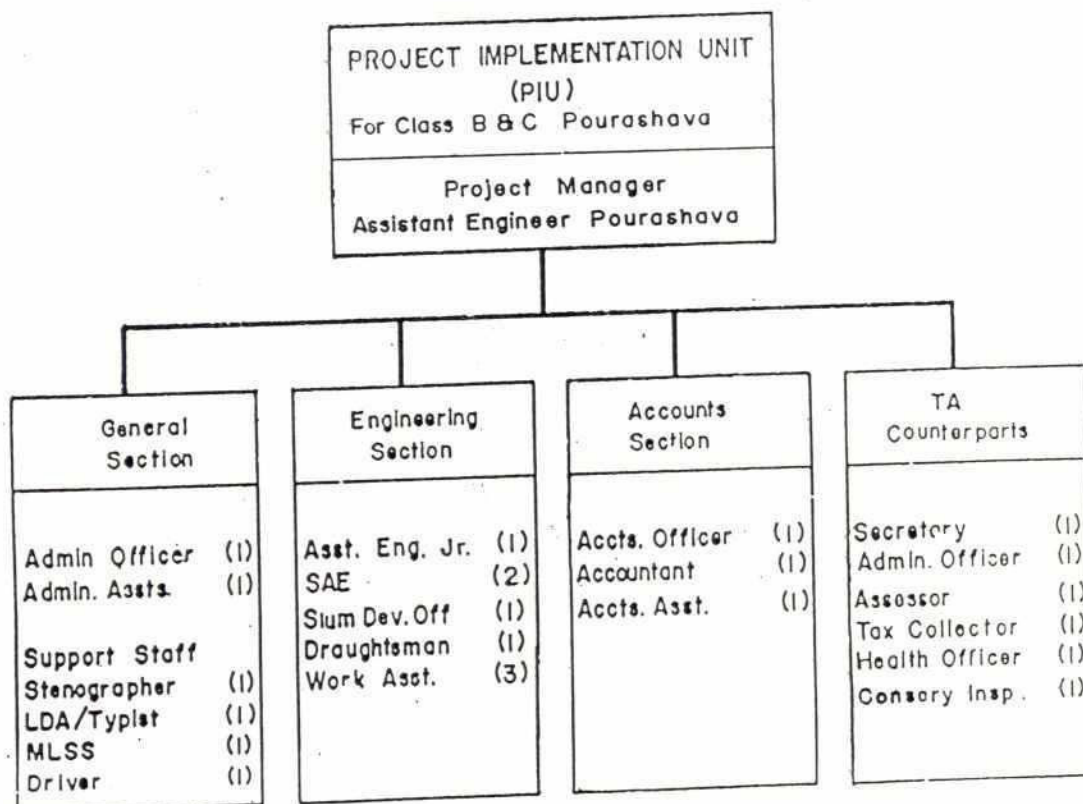 PROJECT IMPLEMENTATION UNIT
(PIU)
For Class B & C Pourashava
Project Manager
Assistant Engineer Pourashava
General
Section
Admin Officer (1)
Admin. Assts. (1)
Support Staff
Stenographer (1)
LDA/Typist (1)
MLSS (1)
Driver (1)
Engineering
Section
Asst. Eng. Jr. (1)
SAE (2)
Slum Dev. Off (1)
Draughtsman (1)
Work Asst. (3)
Accounts
Section
Accts. Officer (1)
Accountant (1)
Accts. Asst. (1)
TA
Counterparts
Secretory (1)
Admin. Officer (1)
Assessor (1)
Tax Collector (1)
Health Officer (1)
Consory Insp. (1)